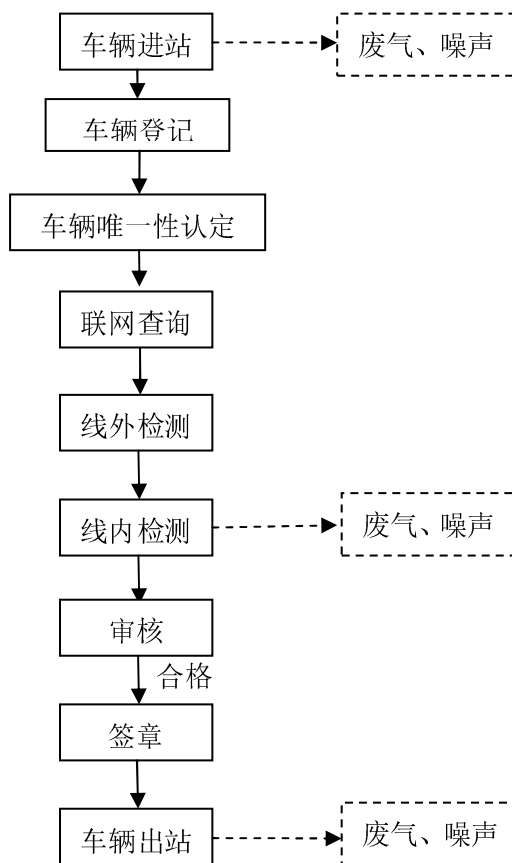 车辆进站
废气、噪声
车辆登记
车辆唯一性认定
联网查询
线外检测
线内检测
废气、噪声
审核
合格
签章
车辆出站
废气、噪声